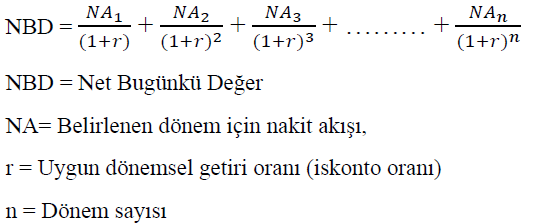 NBD = NA₁/(1+r) + NA₂/(1+r)² + NA₃/(1+r)³ + ……… + NAₙ/(1+r)ⁿ
NBD = Net Bugünkü Değer
NA= Belirlenen dönem için nakit akışı,
r = Uygun dönemsel getiri oranı (iskonto oranı)
n = Dönem sayısı